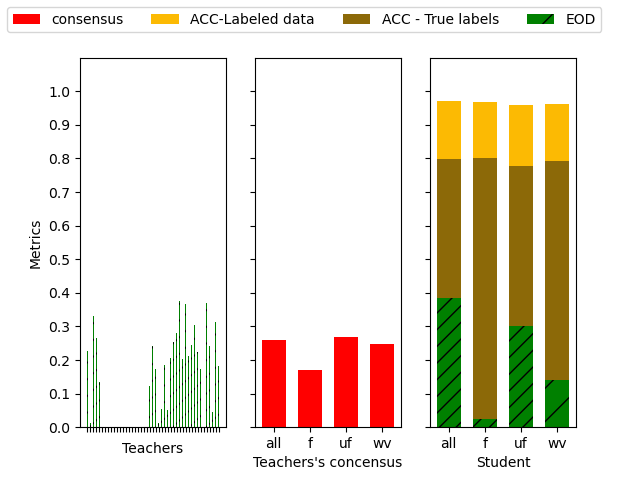 consensus ACC-Labeled data ACC - True labels EOD
1.0
0.9
0.8
0.7
0.6
0.5
0.4
0.3
0.2
0.1
0.0
Metrics
Teachers
all f uf wv
Teachers's concensus
all f uf wv
Student